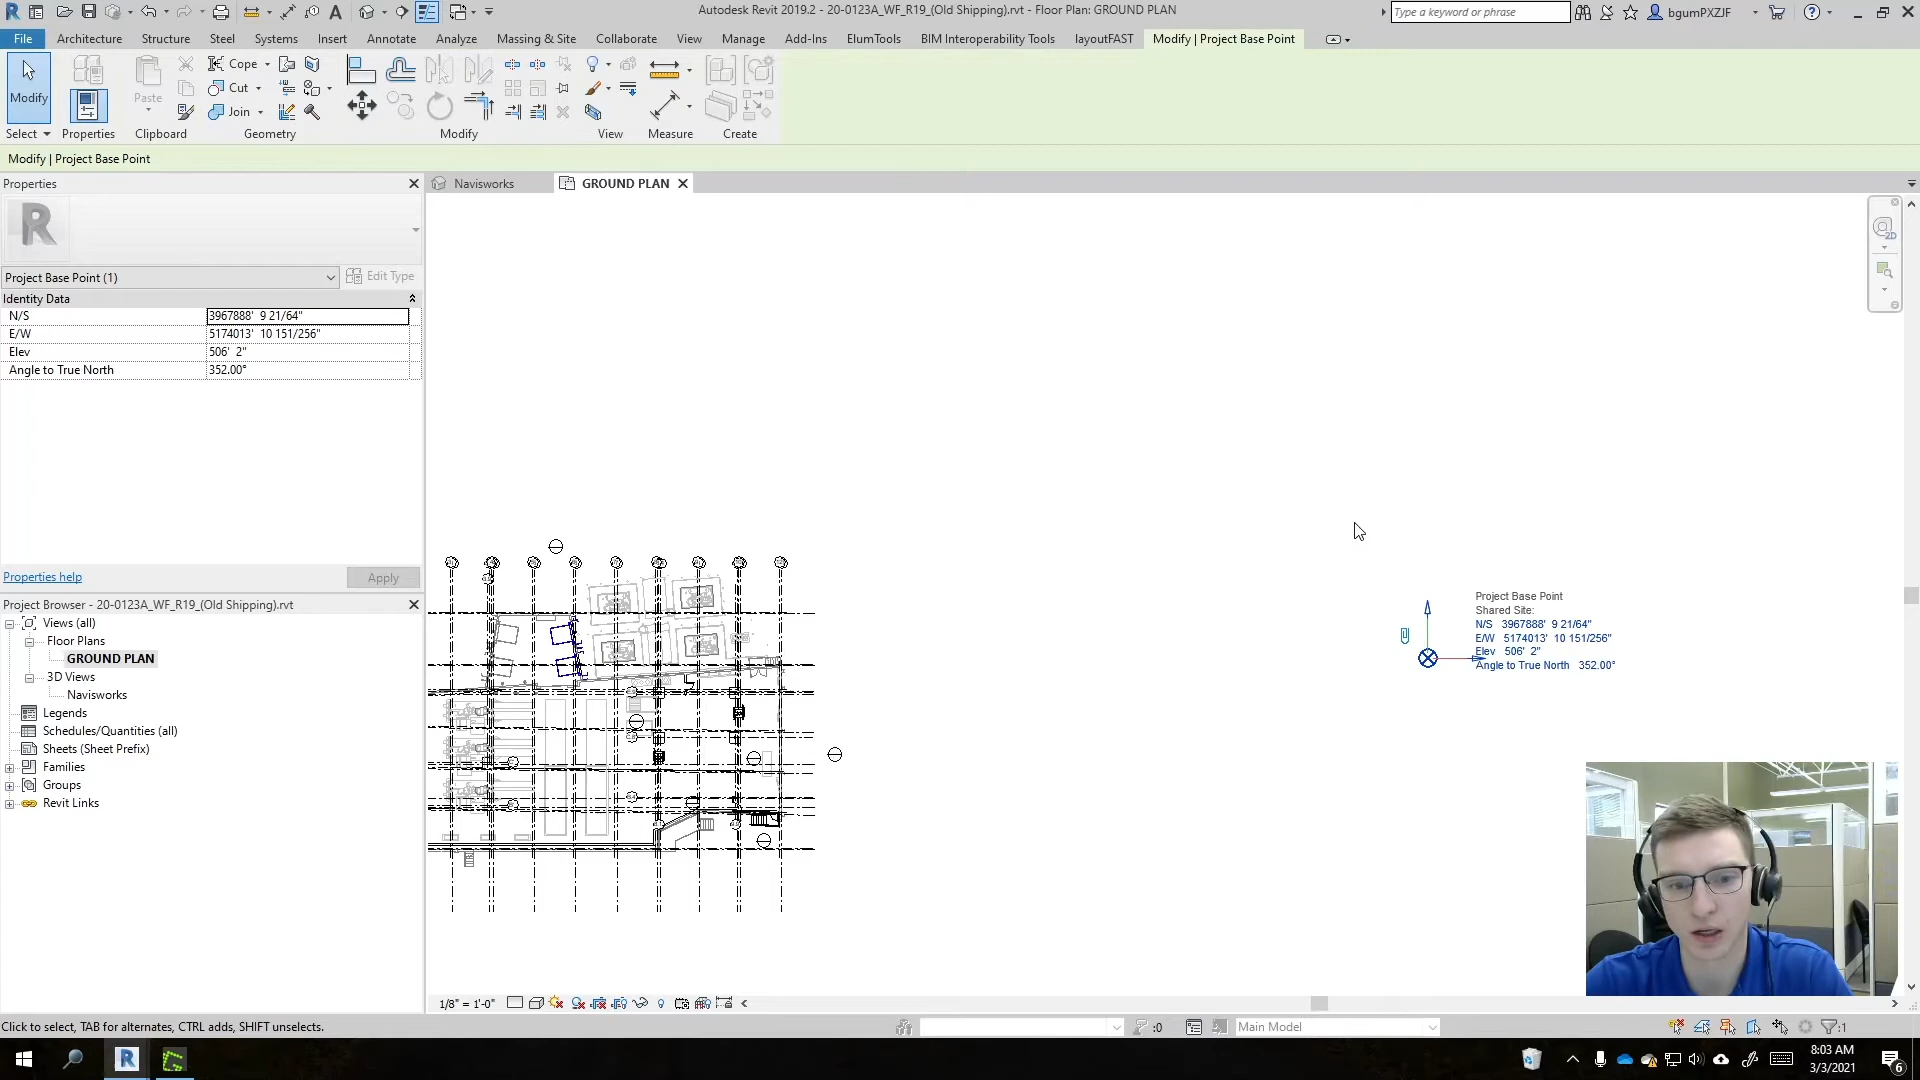 Autodesk Revit 2019.2 - 20-0123A_WF_R19_(Old Shipping).rvt - Floor Plan: GROUND PLAN
Type a keyword or phrase
bgumPXZJF
File Architecture Structure Steel Systems Insert Annotate Analyze Massing & Site Collaborate View Manage Add-Ins ElumTools BIM Interoperability Tools layoutFAST Modify | Project Base Point
Modify
Paste
Cope
Cut
Join
Select Properties Clipboard Geometry Modify View Measure Create
Modify | Project Base Point
Properties
Navisworks
GROUND PLAN
Project Base Point (1)
Edit Type
Identity Data
N/S 3967888' 9 21/64"
E/W 5174013' 10 151/256"
Elev 506' 2"
Angle to True North 352.00°
Properties help
Apply
Project Browser - 20-0123A_WF_R19_(Old Shipping).rvt
Views (all)
Floor Plans
GROUND PLAN
3D Views
Navisworks
Legends
Schedules/Quantities (all)
Sheets (Sheet Prefix)
Families
Groups
Revit Links
Project Base Point
Shared Site:
N/S 3967888' 9 21/64"
E/W 5174013' 10 151/256"
Elev 506' 2"
Angle to True North 352.00°
1/8" = 1'-0"
Click to select, TAB for alternates, CTRL adds, SHIFT unselects.
:0
Main Model
:1
8:03 AM
3/3/2021
6